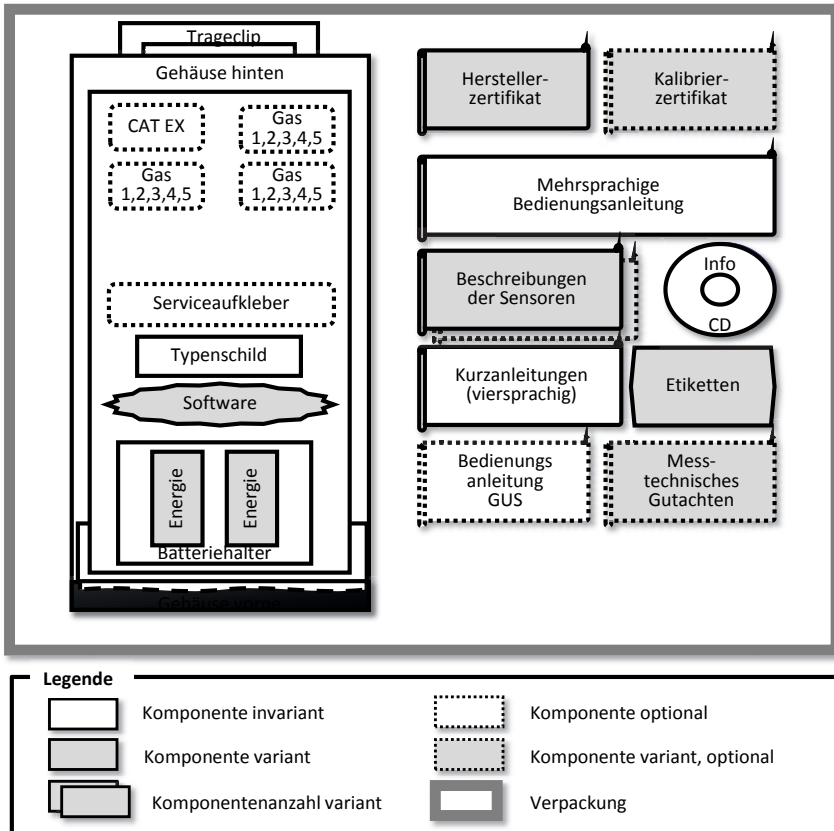 Trageclip
Gehäuse hinten
CAT EX
Gas
1,2,3,4,5
Gas
1,2,3,4,5
Gas
1,2,3,4,5
Serviceaufkleber
Typenschild
Software
Energie
Energie
Batteriehalter
Gehäuse vorne
Hersteller-
zertifikat
Kalibrier-
zertifikat
Mehrsprachige
Bedienungsanleitung
Beschreibungen
der Sensoren
Info
CD
Kurzanleitungen
(viersprachig)
Etiketten
Bedienungs
anleitung
GUS
Mess-
technisches
Gutachten
Legende
Komponente invariant
Komponente optional
Komponente variant
Komponente variant, optional
Komponentenanzahl variant
Verpackung